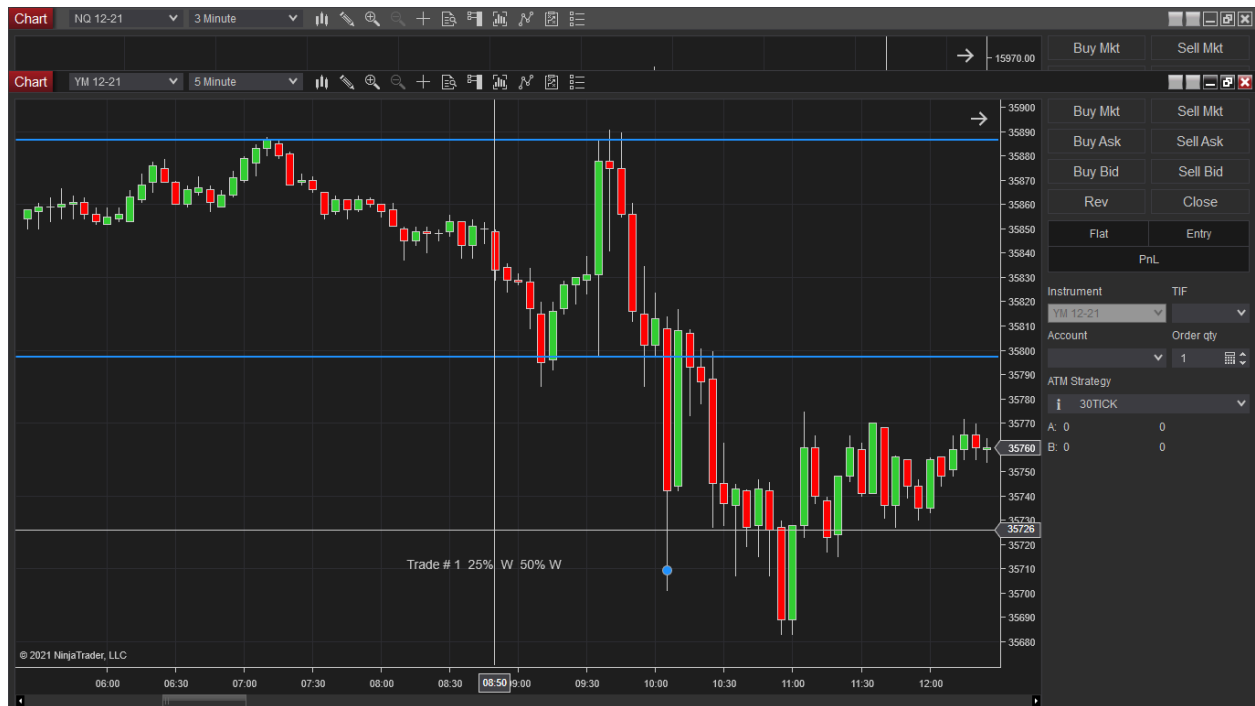 Chart NQ 12-21 3 Minute
15970.00 Buy Mkt Sell Mkt
Chart YM 12-21 5 Minute
35900
35890
35880
35870
35860
35850
35840
35830
35820
35810
35800
35790
35780
35770
35760
35750
35740
35730
35726
35720
35710
35700
35690
35680
Buy Mkt Sell Mkt
Buy Ask Sell Ask
Buy Bid Sell Bid
Rev Close
Flat Entry
PnL
Instrument TIF
YM 12-21
Account Order qty
1
ATM Strategy
i 30TICK
A: 0 0
B: 0 0
Trade # 1 25% W 50% W
© 2021 NinjaTrader, LLC
06:00 06:30 07:00 07:30 08:00 08:30 08:50 09:00 09:30 10:00 10:30 11:00 11:30 12:00